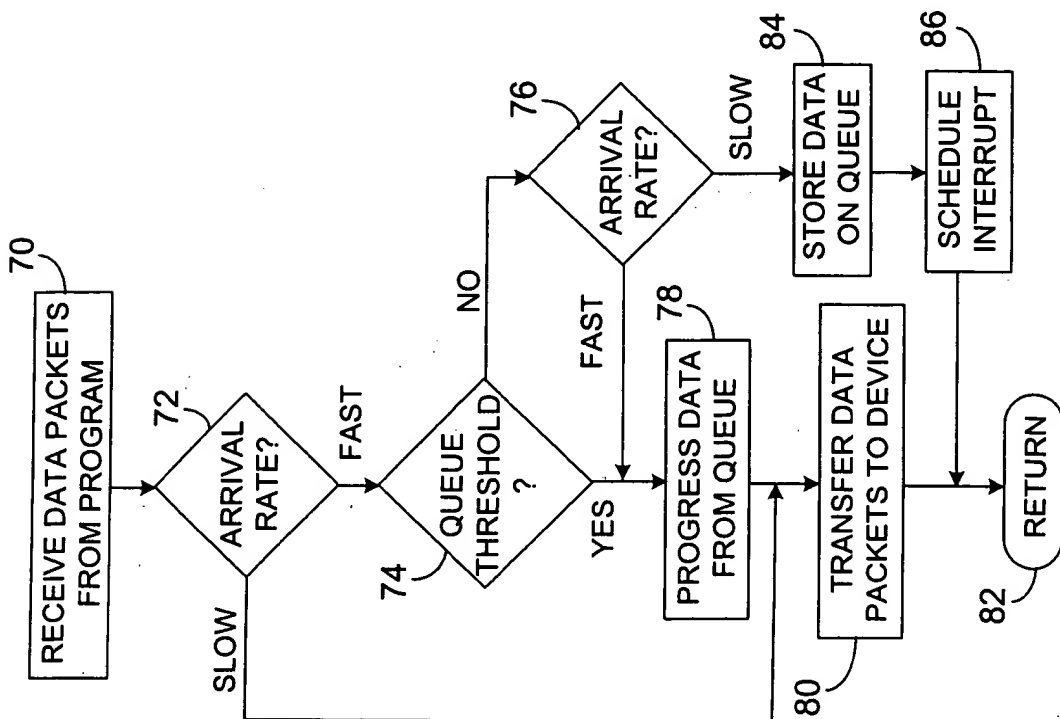 70
RECEIVE DATA PACKETS
FROM PROGRAM
72
ARRIVAL
RATE?
SLOW
FAST
74
QUEUE
THRESHOLD
?
NO
YES
76
ARRIVAL
RATE?
FAST
SLOW
78
PROGRESS DATA
FROM QUEUE
84
STORE DATA
ON QUEUE
80
TRANSFER DATA
PACKETS TO DEVICE
86
SCHEDULE
INTERRUPT
82
RETURN